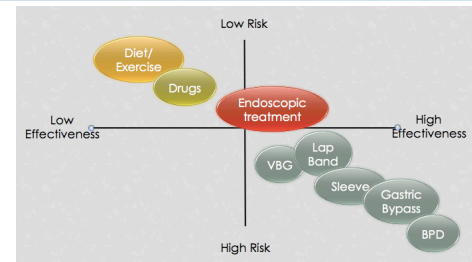 Low Risk
Diet/
Exercise
Drugs
Endoscopic
treatment
Low
Effectiveness
High
Effectiveness
VBG
Lap
Band
Sleeve
Gastric
Bypass
BPD
High Risk